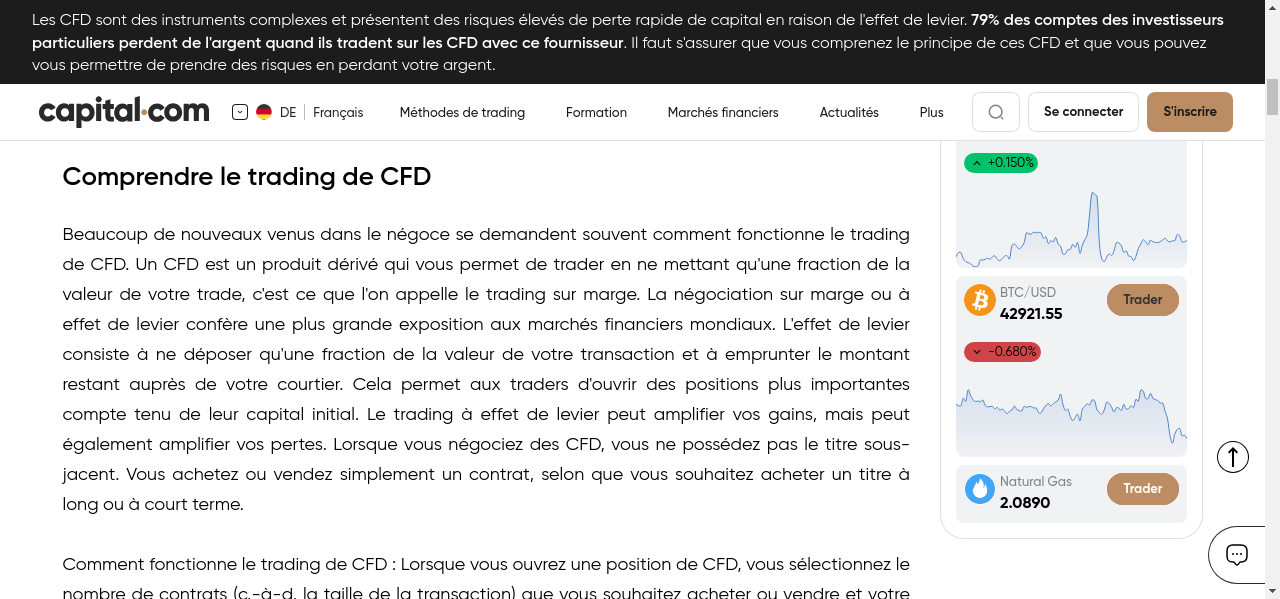 Les CFD sont des instruments complexes et présentent des risques élevés de perte rapide de capital en raison de l'effet de levier. 79% des comptes des investisseurs
particuliers perdent de l'argent quand ils tradent sur les CFD avec ce fournisseur. Il faut s'assurer que vous comprenez le principe de ces CFD et que vous pouvez
vous permettre de prendre des risques en perdant votre argent.
capital.com
DE Français
Méthodes de trading
Formation
Marchés financiers
Actualités
Plus
Se connecter
S'inscrire
Comprendre le trading de CFD
Beaucoup de nouveaux venus dans le négoce se demandent souvent comment fonctionne le trading
de CFD. Un CFD est un produit dérivé qui vous permet de trader en ne mettant qu'une fraction de la
valeur de votre trade, c'est ce que l'on appelle le trading sur marge. La négociation sur marge ou à
effet de levier confère une plus grande exposition aux marchés financiers mondiaux. L'effet de levier
consiste à ne déposer qu'une fraction de la valeur de votre transaction et à emprunter le montant
restant auprès de votre courtier. Cela permet aux traders d'ouvrir des positions plus importantes
compte tenu de leur capital initial. Le trading à effet de levier peut amplifier vos gains, mais peut
également amplifier vos pertes. Lorsque vous négociez des CFD, vous ne possédez pas le titre sous-
jacent. Vous achetez ou vendez simplement un contrat, selon que vous souhaitez acheter un titre à
long ou à court terme.
Comment fonctionne le trading de CFD : Lorsque vous ouvrez une position de CFD, vous sélectionnez le
nombre de contrats (c.-à-d. la taille de la transaction) que vous souhaitez acheter ou vendre et votre
+0.150%
BTC/USD
42921.55
Trader
-0.680%
Natural Gas
2.0890
Trader